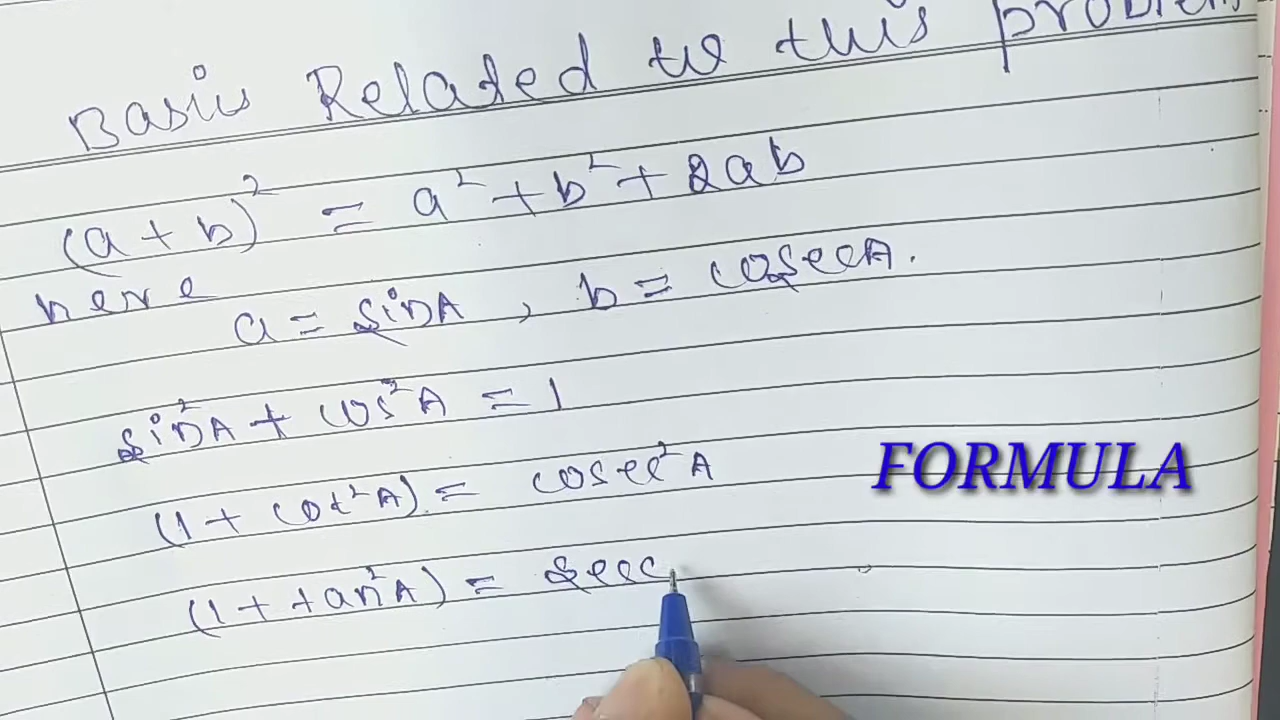 Basics Related to this problem
(a + b)² = a² + b² + 2ab
here
a = sinA , b = cosecA.
sin²A + cos²A = 1
(1 + cot²A) = cosec²A
FORMULA
(1 + tan²A) = sec